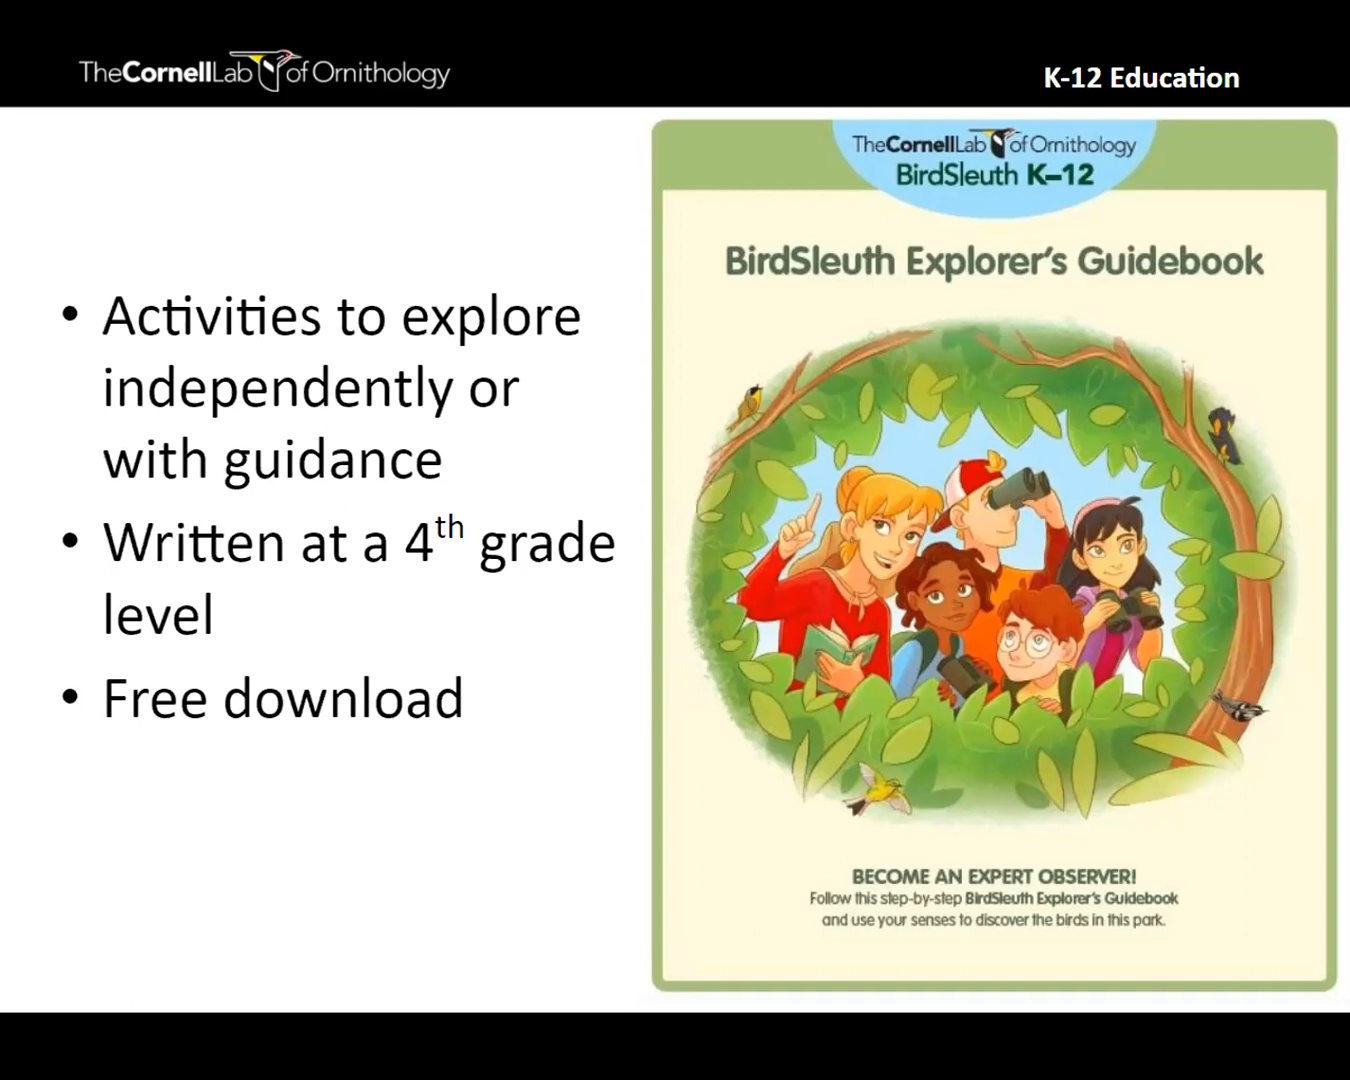 TheCornellLab of Ornithology
K-12 Education
• Activities to explore
independently or
with guidance
• Written at a 4th grade
level
• Free download
TheCornellLab of Ornithology
BirdSleuth K–12
BirdSleuth Explorer's Guidebook
BECOME AN EXPERT OBSERVER!
Follow this step-by-step BirdSleuth Explorer's Guidebook
and use your senses to discover the birds in this park.